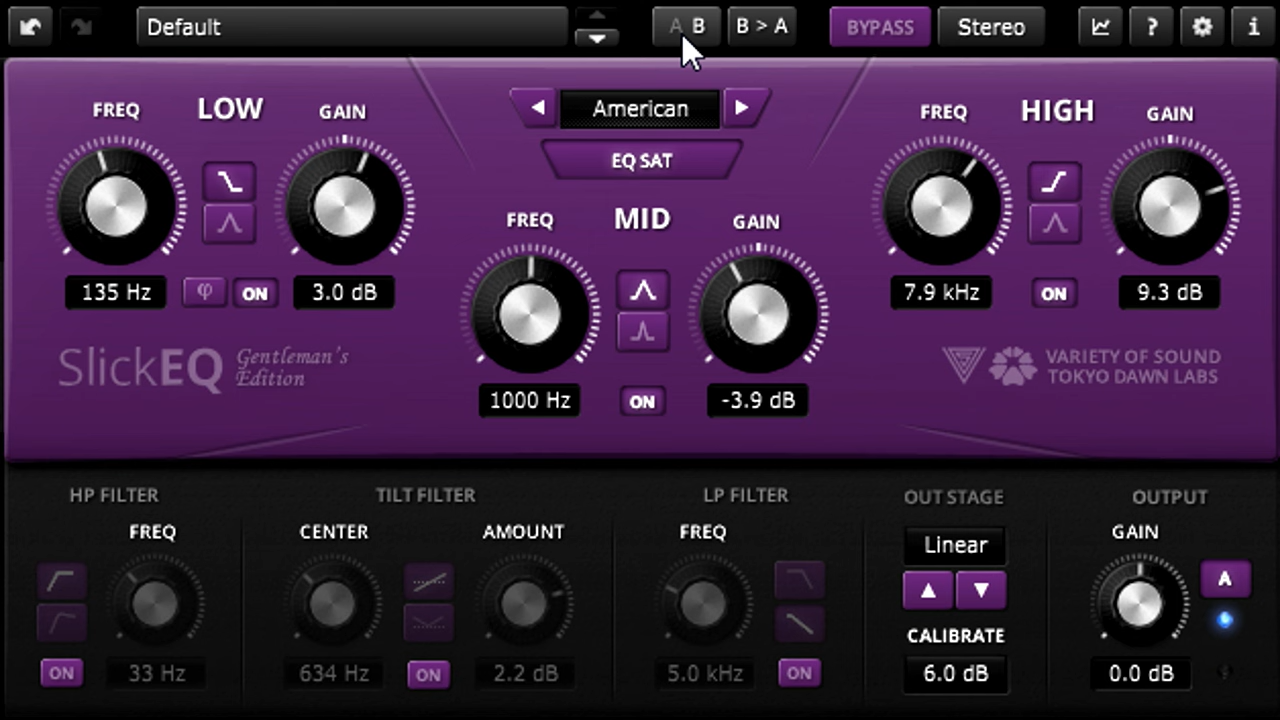 Default
A B
B > A
BYPASS
Stereo
?
i
FREQ
LOW
GAIN
135 Hz
φ
ON
3.0 dB
American
EQ SAT
FREQ
MID
GAIN
1000 Hz
ON
-3.9 dB
FREQ
HIGH
GAIN
7.9 kHz
ON
9.3 dB
SlickEQ
Gentleman's
Edition
VARIETY OF SOUND
TOKYO DAWN LABS
HP FILTER
FREQ
ON
33 Hz
TILT FILTER
CENTER
AMOUNT
634 Hz
ON
2.2 dB
LP FILTER
FREQ
5.0 kHz
ON
OUT STAGE
Linear
CALIBRATE
6.0 dB
OUTPUT
GAIN
A
0.0 dB